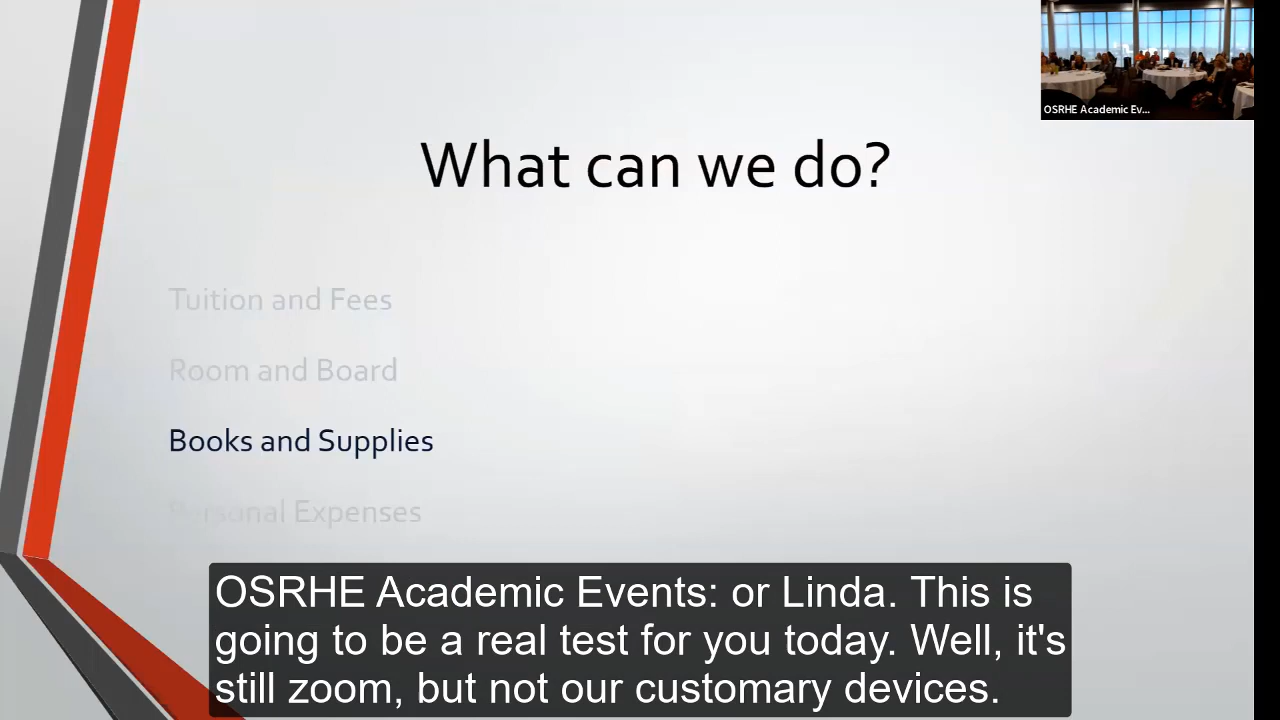 OSRHE Academic Ev...
What can we do?
Tuition and Fees
Room and Board
Books and Supplies
Personal Expenses
OSRHE Academic Events: or Linda. This is
going to be a real test for you today. Well, it's
still zoom, but not our customary devices.